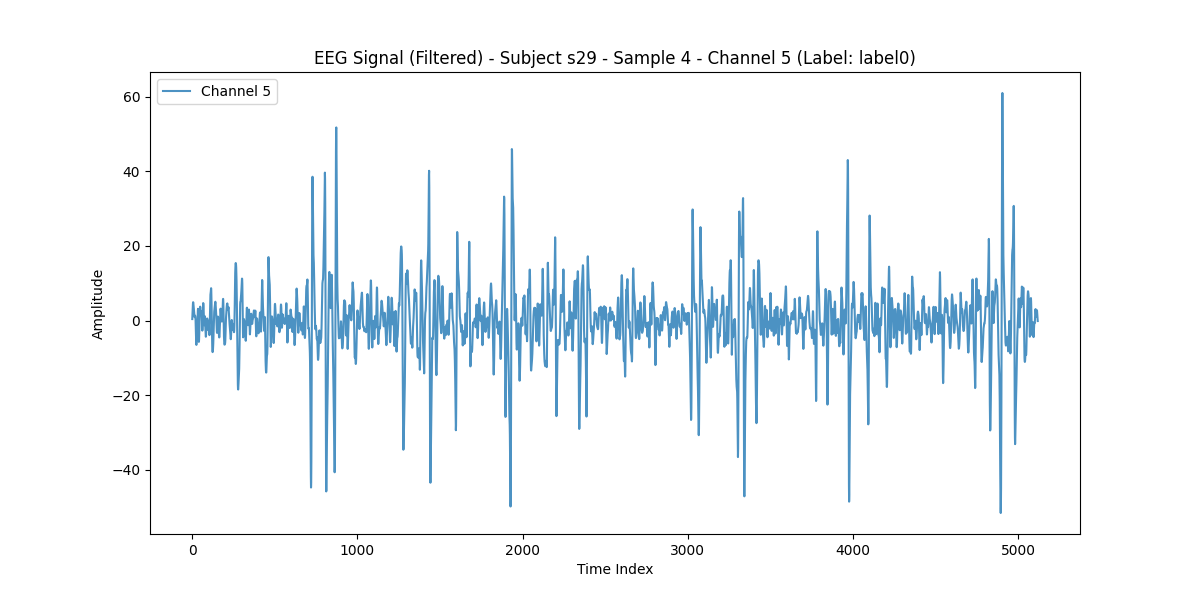 EEG Signal (Filtered) - Subject s29 - Sample 4 - Channel 5 (Label: label0)
Channel 5
60
40
20
0
−20
−40
Amplitude
0 1000 2000 3000 4000 5000
Time Index